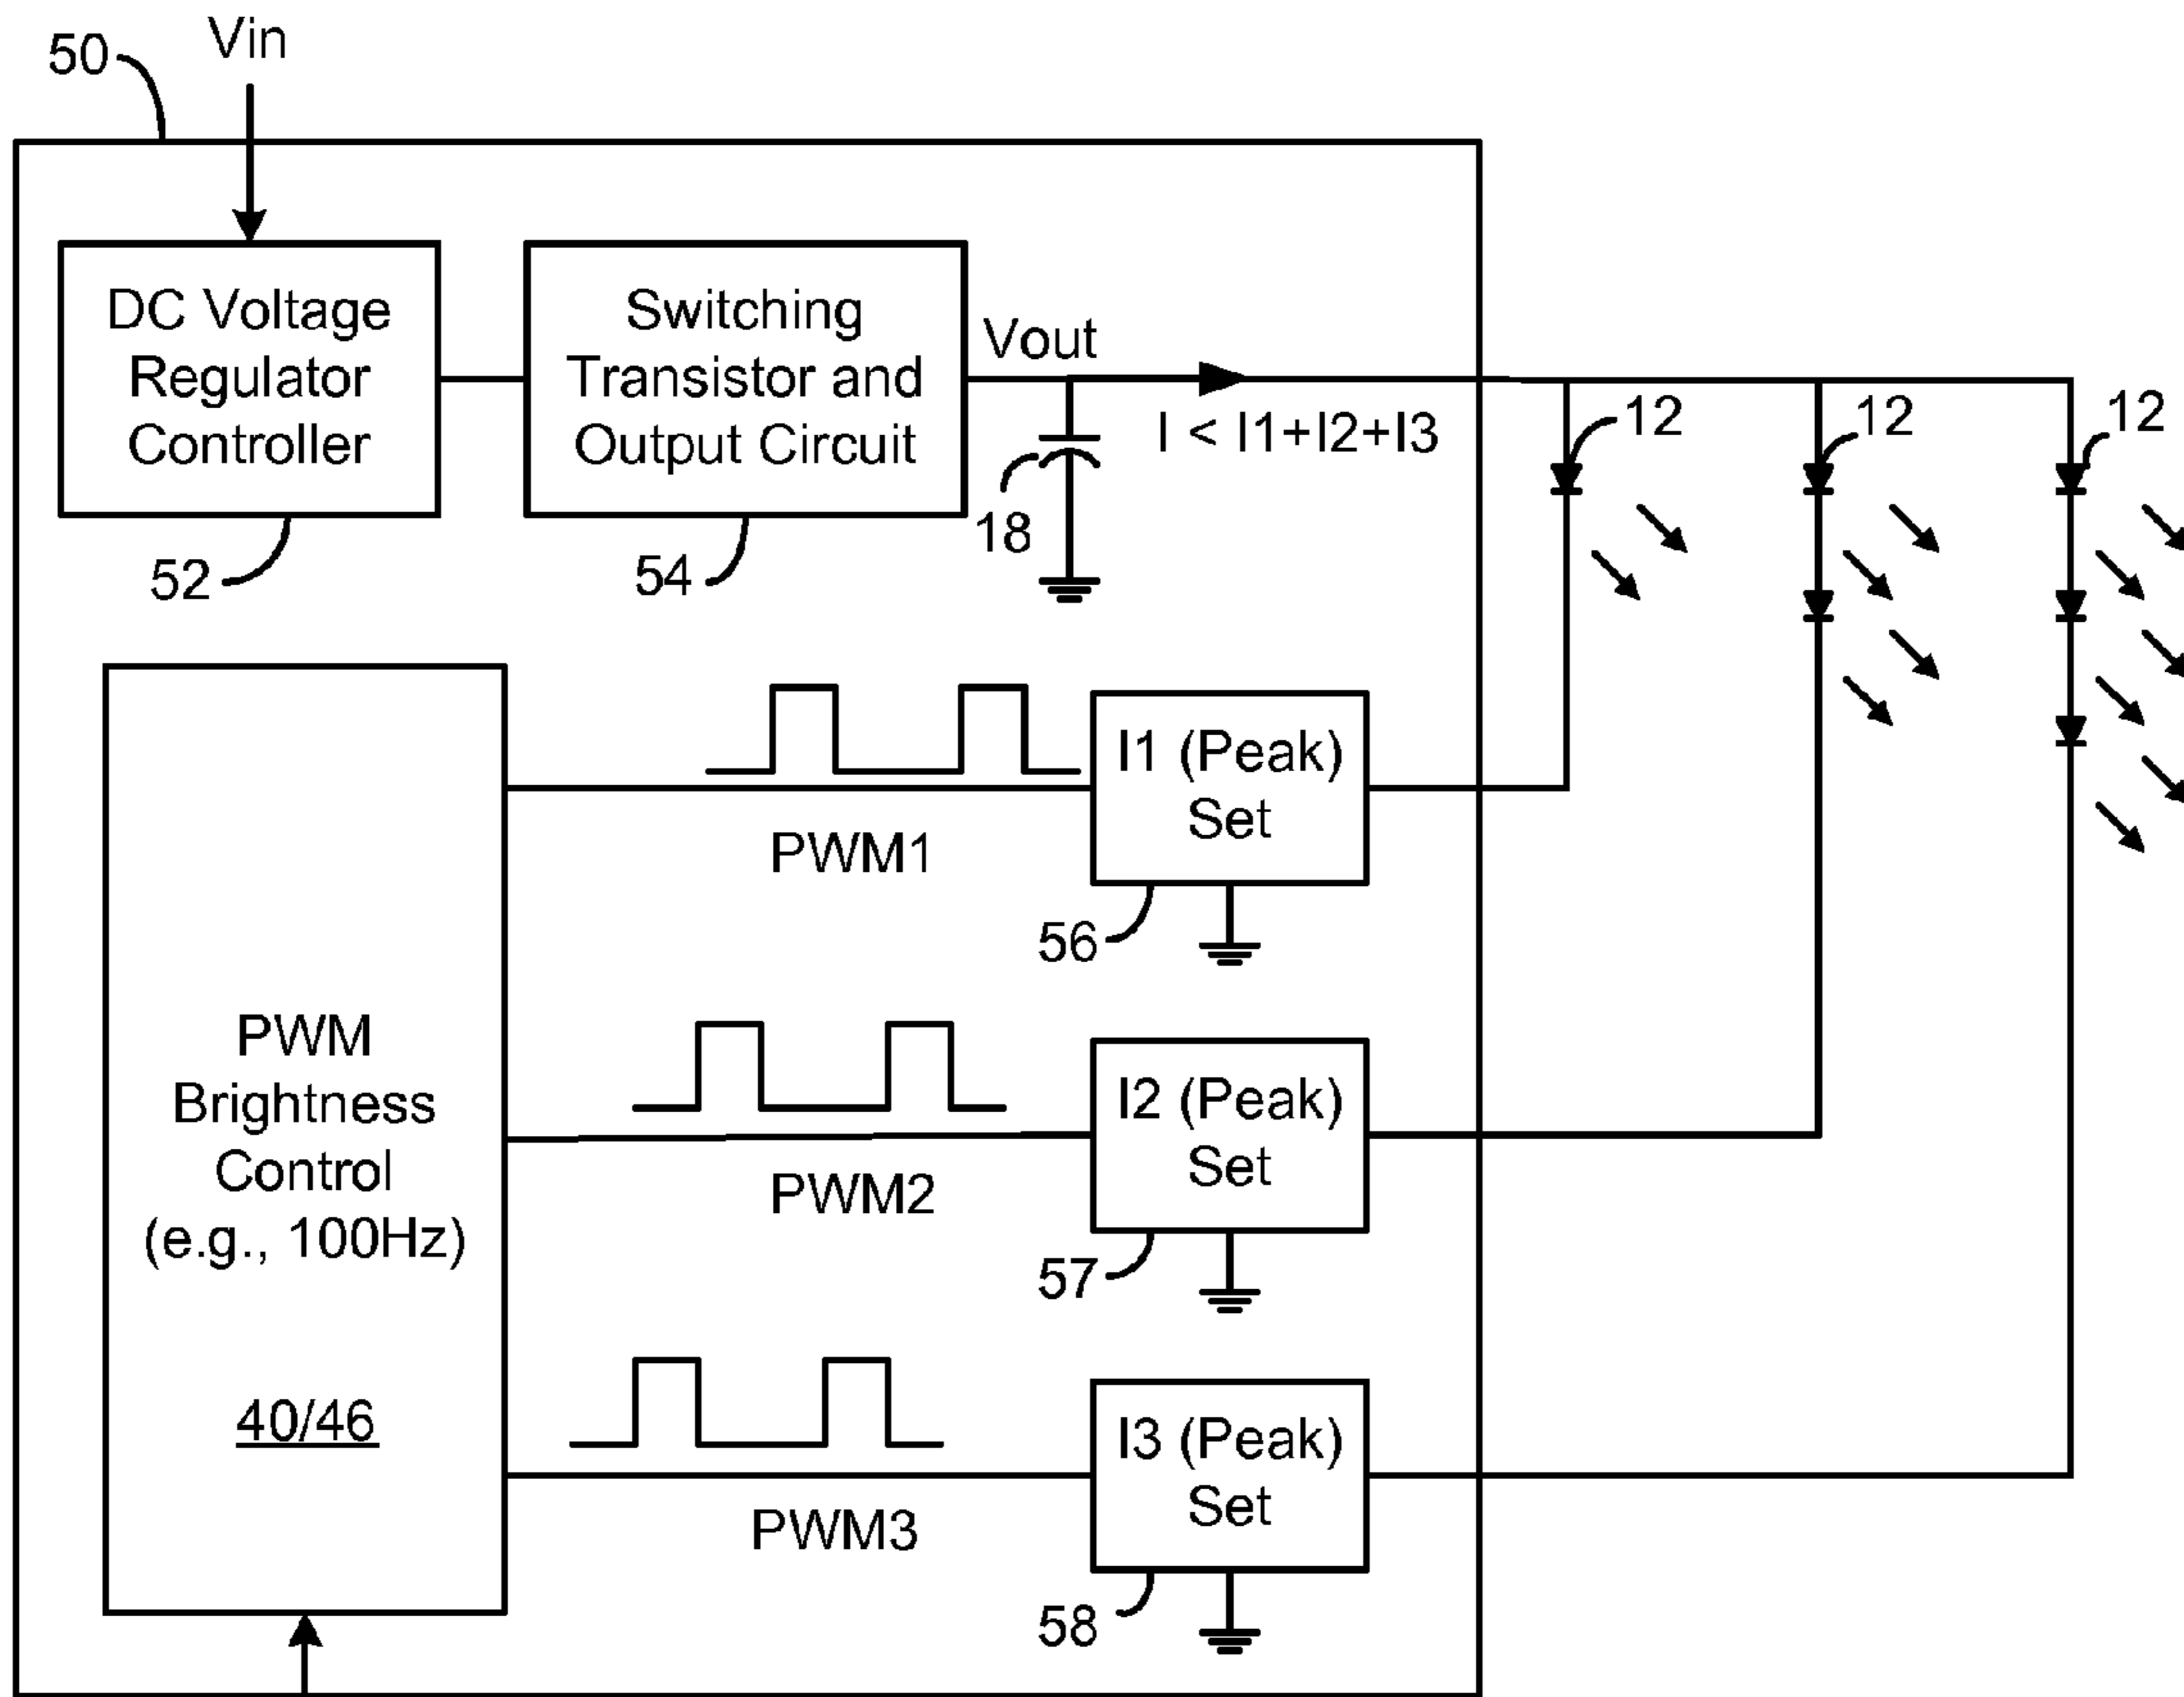 Vin
50
DC Voltage
Regulator
Controller
Switching
Transistor and
Output Circuit
Vout
I < I1+I2+I3
12
12
12
18
52
54
I1 (Peak)
Set
PWM1
56
PWM
Brightness
Control
(e.g., 100Hz)
40/46
I2 (Peak)
Set
PWM2
57
I3 (Peak)
Set
PWM3
58